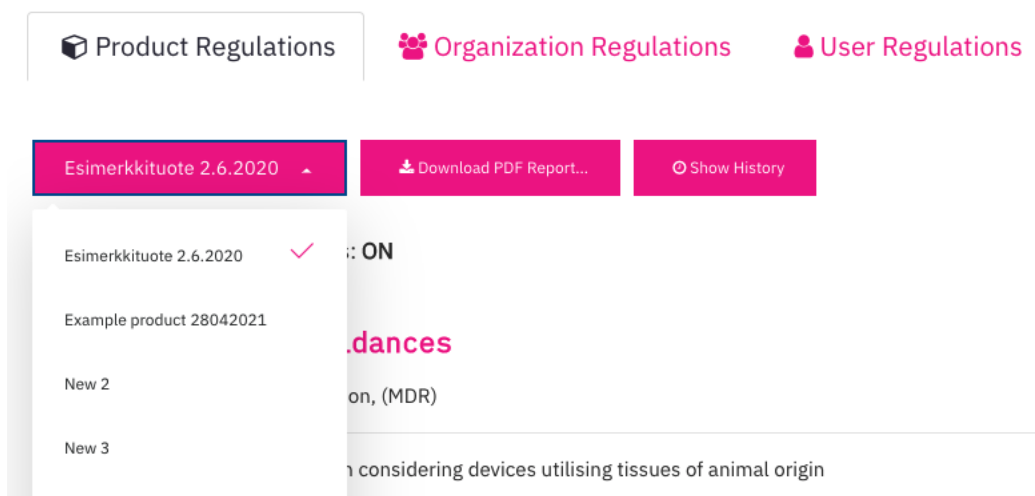 Product Regulations
Organization Regulations
User Regulations
Esimerkkituote 2.6.2020
Download PDF Report...
Show History
Esimerkkituote 2.6.2020
: ON
Example product 28042021
dances
New 2
on, (MDR)
New 3
considering devices utilising tissues of animal origin